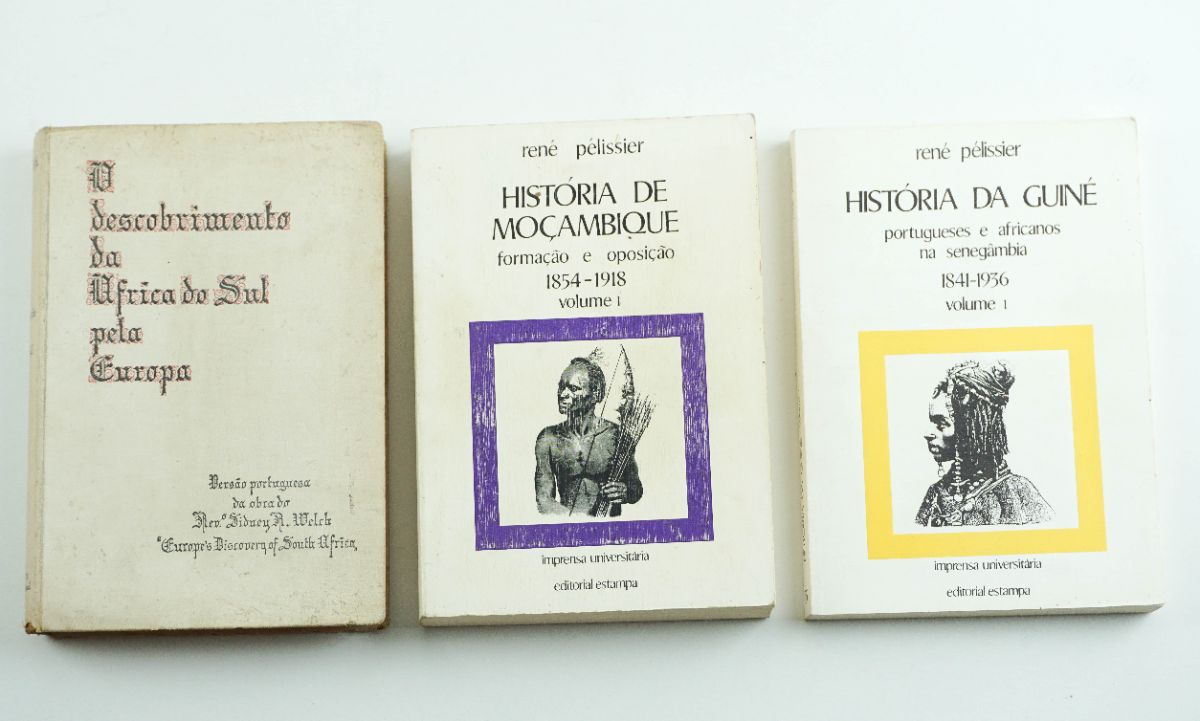 O
descobrimento
da
África do Sul
pela
Europa
Versão portuguesa
da obra do
Rev.º Sidney R. Welch
"Europe's Discovery of South Africa,
rené pélissier
HISTÓRIA DE
MOÇAMBIQUE
formação e oposição
1854-1918
volume 1
imprensa universitária
editorial estampa
rené pélissier
HISTÓRIA DA GUINÉ
portugueses e africanos
na senegâmbia
1841-1936
volume 1
imprensa universitária
editorial estampa